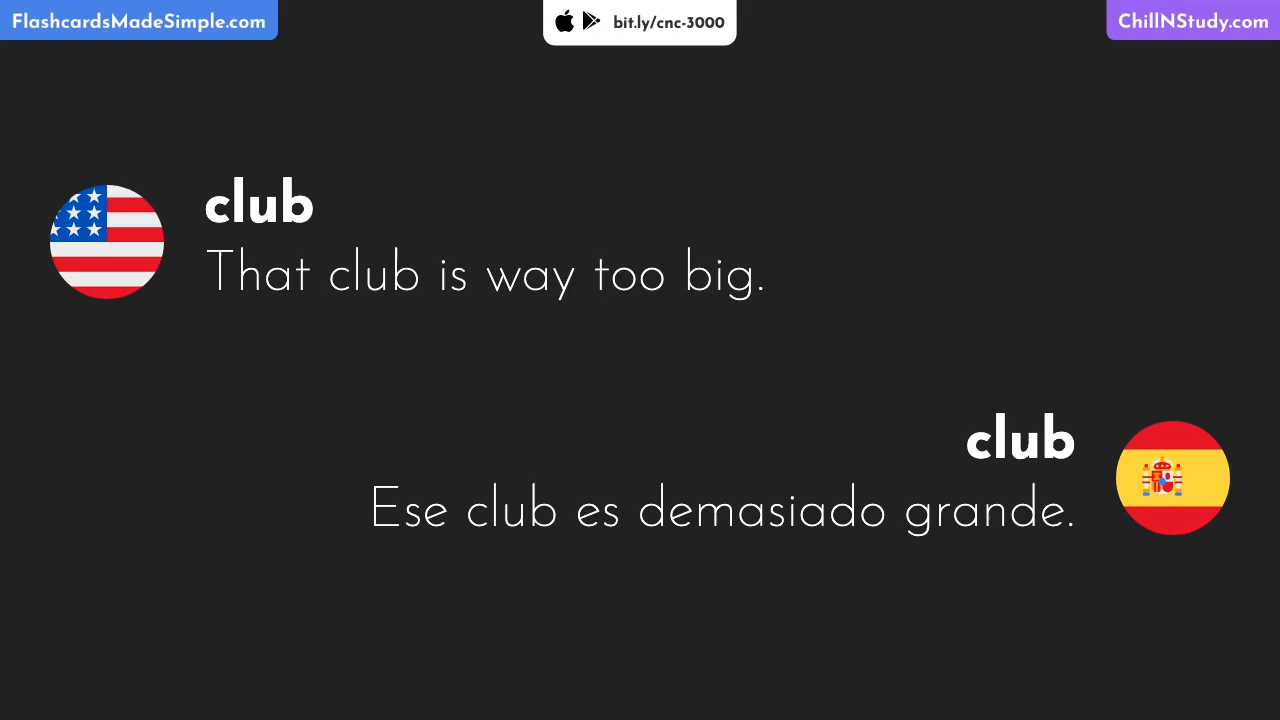 FlashcardsMadeSimple.com
bit.ly/cnc-3000
ChillNStudy.com
club
That club is way too big.
club
Ese club es demasiado grande.